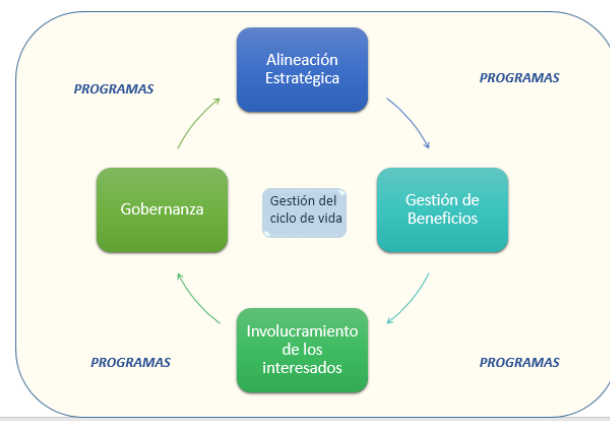 Alineación
Estratégica
PROGRAMAS
PROGRAMAS
Gobernanza
Gestión del
ciclo de vida
Gestión de
Beneficios
Involucramiento
de los
interesados
PROGRAMAS
PROGRAMAS